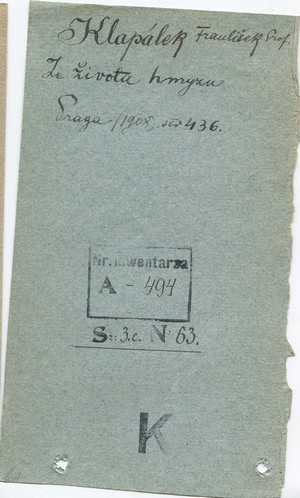 Klapálek František Prof.
Ze života hmyzu
Praga /1908, str 436.
Nr. inwentarza
A - 494
S: 3.c. N 63.
K